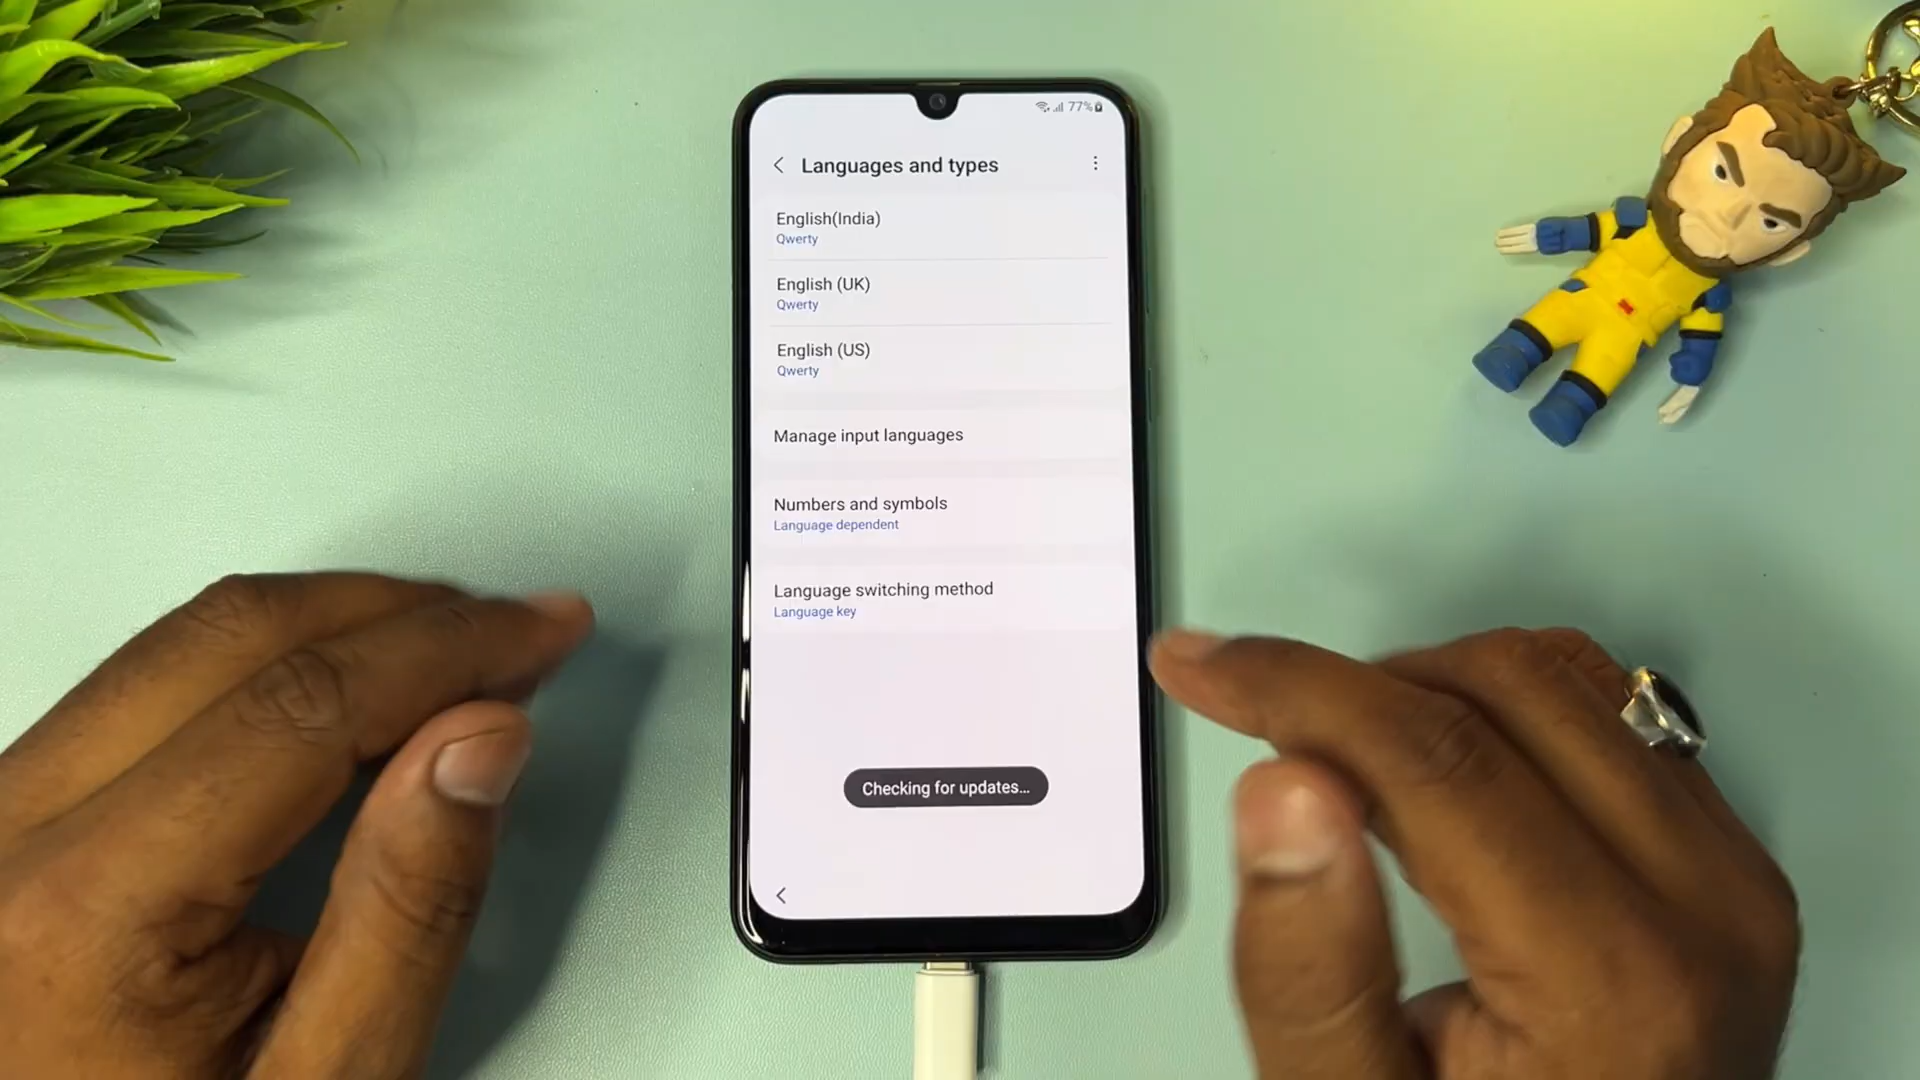 77%
Languages and types
English(India)
Qwerty
English (UK)
Qwerty
English (US)
Qwerty
Manage input languages
Numbers and symbols
Language dependent
Language switching method
Language key
Checking for updates...